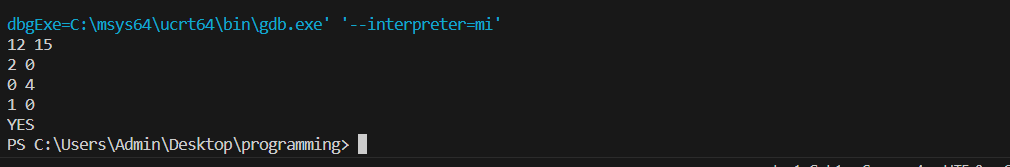 dbgExe=C:\msys64\ucrt64\bin\gdb.exe' '--interpreter=mi'
12 15
2 0
0 4
1 0
YES
PS C:\Users\Admin\Desktop\programming>